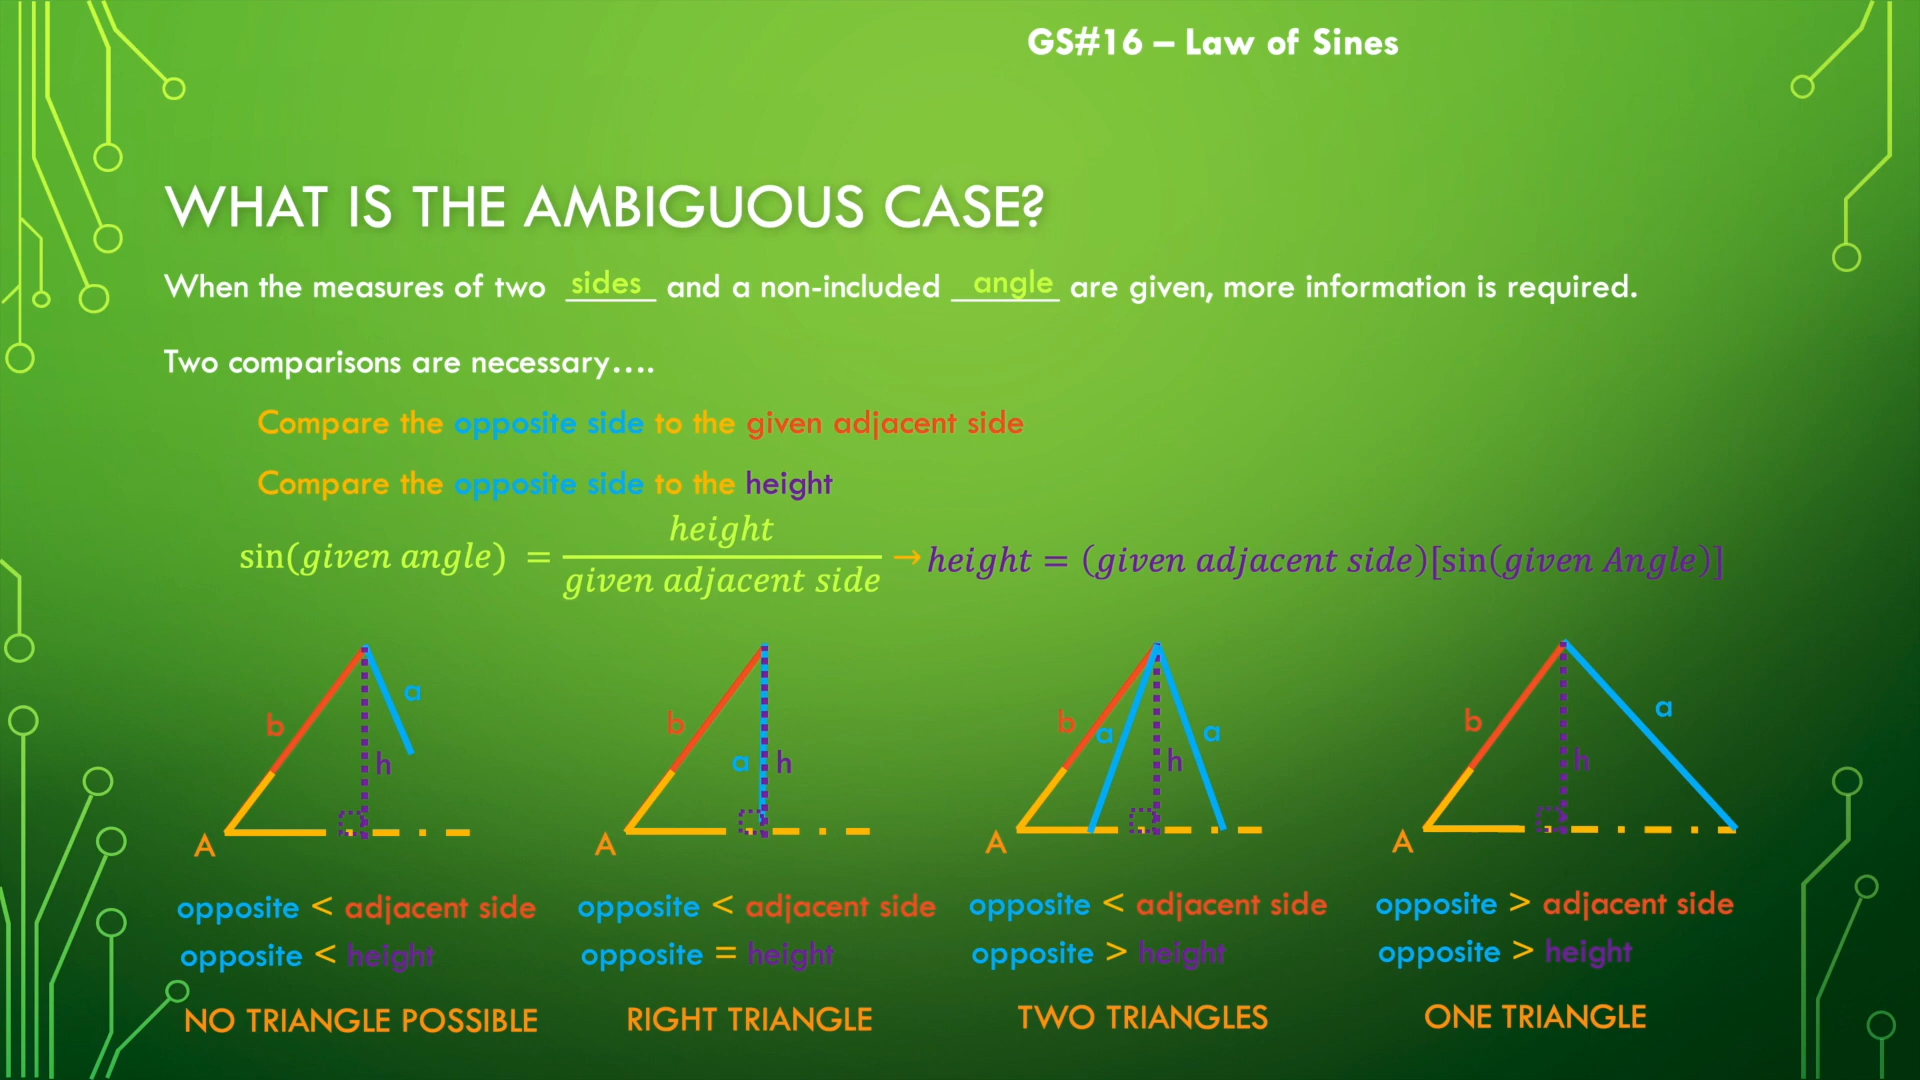 GS#16 – Law of Sines
WHAT IS THE AMBIGUOUS CASE?
When the measures of two sides and a non-included angle are given, more information is required.
Two comparisons are necessary….
Compare the opposite side to the given adjacent side
Compare the opposite side to the height
sin(given angle) = height / given adjacent side → height = (given adjacent side)[sin(given Angle)]
b a h A
b a h A
b a a h A
b a h A
opposite < adjacent side
opposite < height
NO TRIANGLE POSSIBLE
opposite < adjacent side
opposite = height
RIGHT TRIANGLE
opposite < adjacent side
opposite > height
TWO TRIANGLES
opposite > adjacent side
opposite > height
ONE TRIANGLE